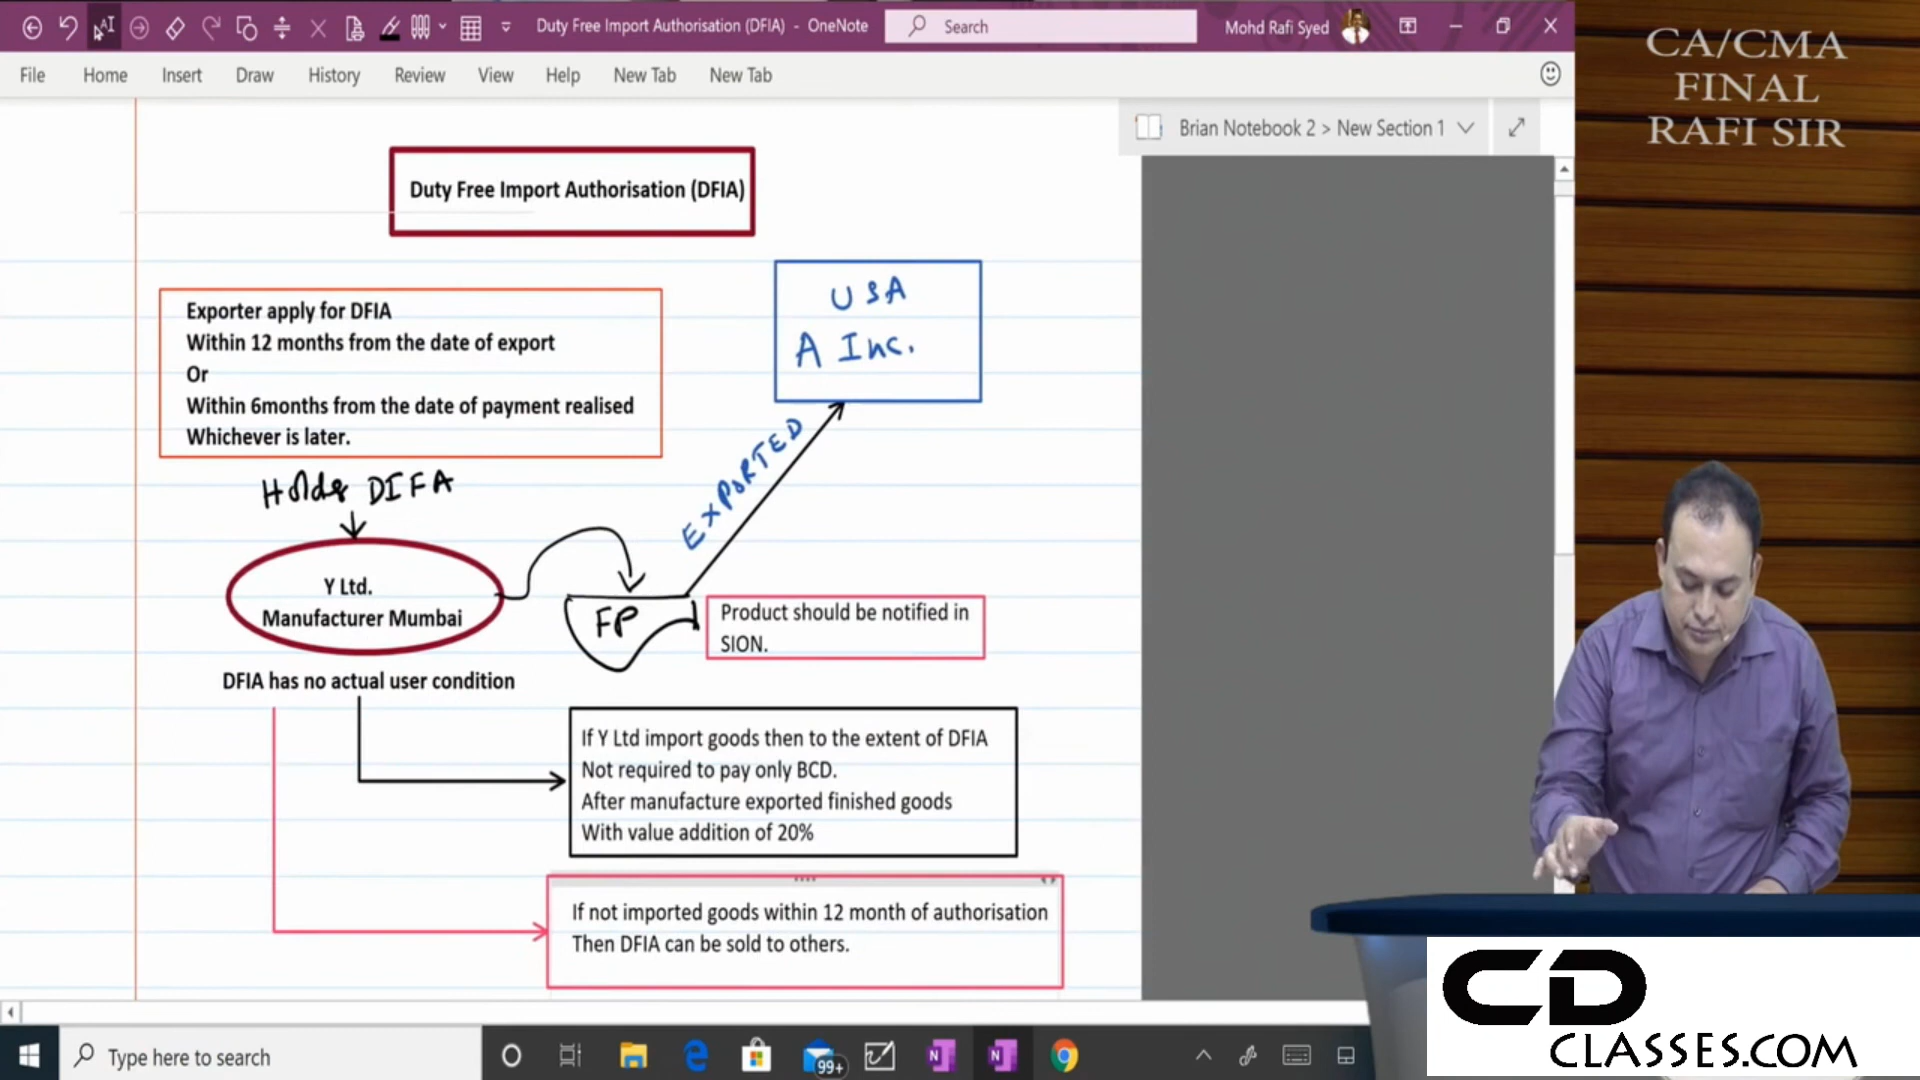 Duty Free Import Authorisation (DFIA) - OneNote
Search
Mohd Rafi Syed
File Home Insert Draw History Review View Help New Tab New Tab
Brian Notebook 2 > New Section 1
CA/CMA
FINAL
RAFI SIR
Duty Free Import Authorisation (DFIA)
Exporter apply for DFIA
Within 12 months from the date of export
Or
Within 6months from the date of payment realised
Whichever is later.
USA
A Inc.
EXPORTED
Holds DIFA
Y Ltd.
Manufacturer Mumbai
FP
Product should be notified in
SION.
DFIA has no actual user condition
If Y Ltd import goods then to the extent of DFIA
Not required to pay only BCD.
After manufacture exported finished goods
With value addition of 20%
If not imported goods within 12 month of authorisation
Then DFIA can be sold to others.
Type here to search
99+
CD
CLASSES.COM